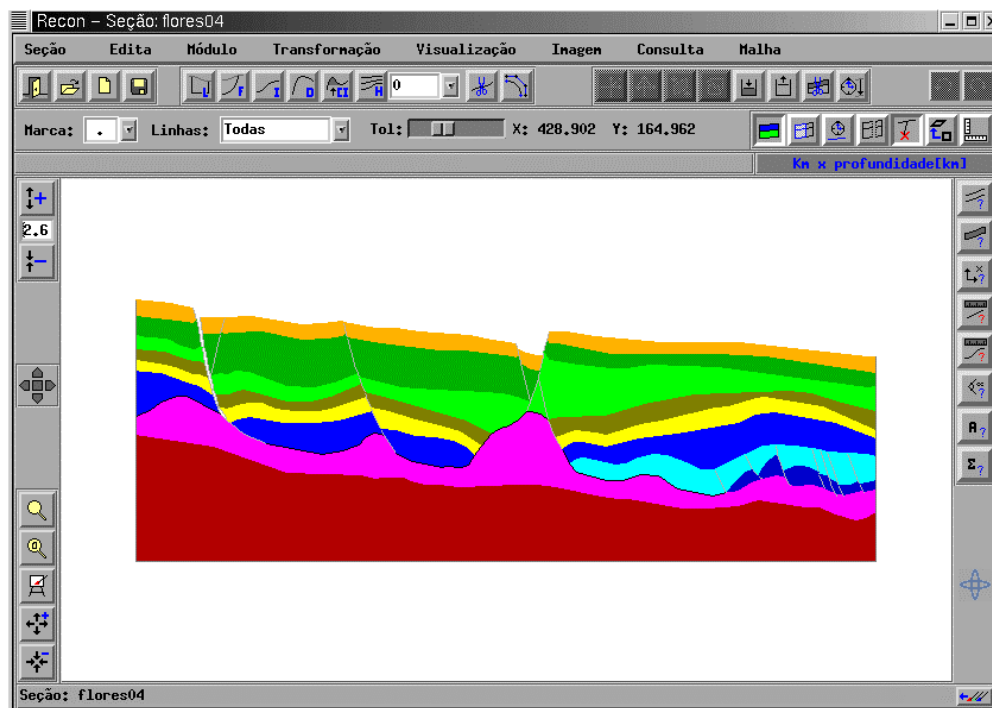 Recon – Seção: flores04
Seção Edita Módulo Transformação Visualização Imagem Consulta Malha
L F I D CI H 0
Marca: . Linhas: Todas Tol: X: 428.902 Y: 164.962
Km x profundidade[km]
2.6
A?
Σ?
Seção: flores04